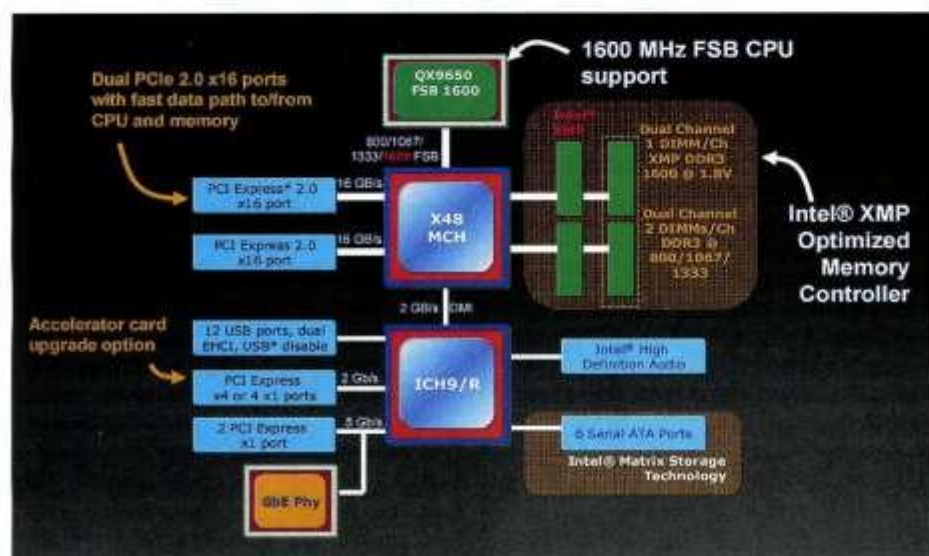 1600 MHz FSB CPU
support
Dual PCIe 2.0 x16 ports
with fast data path to/from
CPU and memory
QX9650
FSB 1600
800/1067/
1333/1600 FSB
Intel®
XMP
Dual Channel
1 DIMM/Ch
XMP DDR3
1600 @ 1.8V
Dual Channel
2 DIMMs/Ch
DDR3 @
800/1067/
1333
Intel® XMP
Optimized
Memory
Controller
PCI Express* 2.0
x16 port
16 GB/s
X48
MCH
PCI Express 2.0
x16 port
16 GB/s
2 GB/s DMI
Accelerator card
upgrade option
12 USB ports, dual
EHCI, USB* disable
PCI Express
x4 or 4 x1 ports
2 Gb/s
ICH9/R
Intel® High
Definition Audio
2 PCI Express
x1 port
6 Serial ATA Ports
Intel® Matrix Storage
Technology
GbE Phy